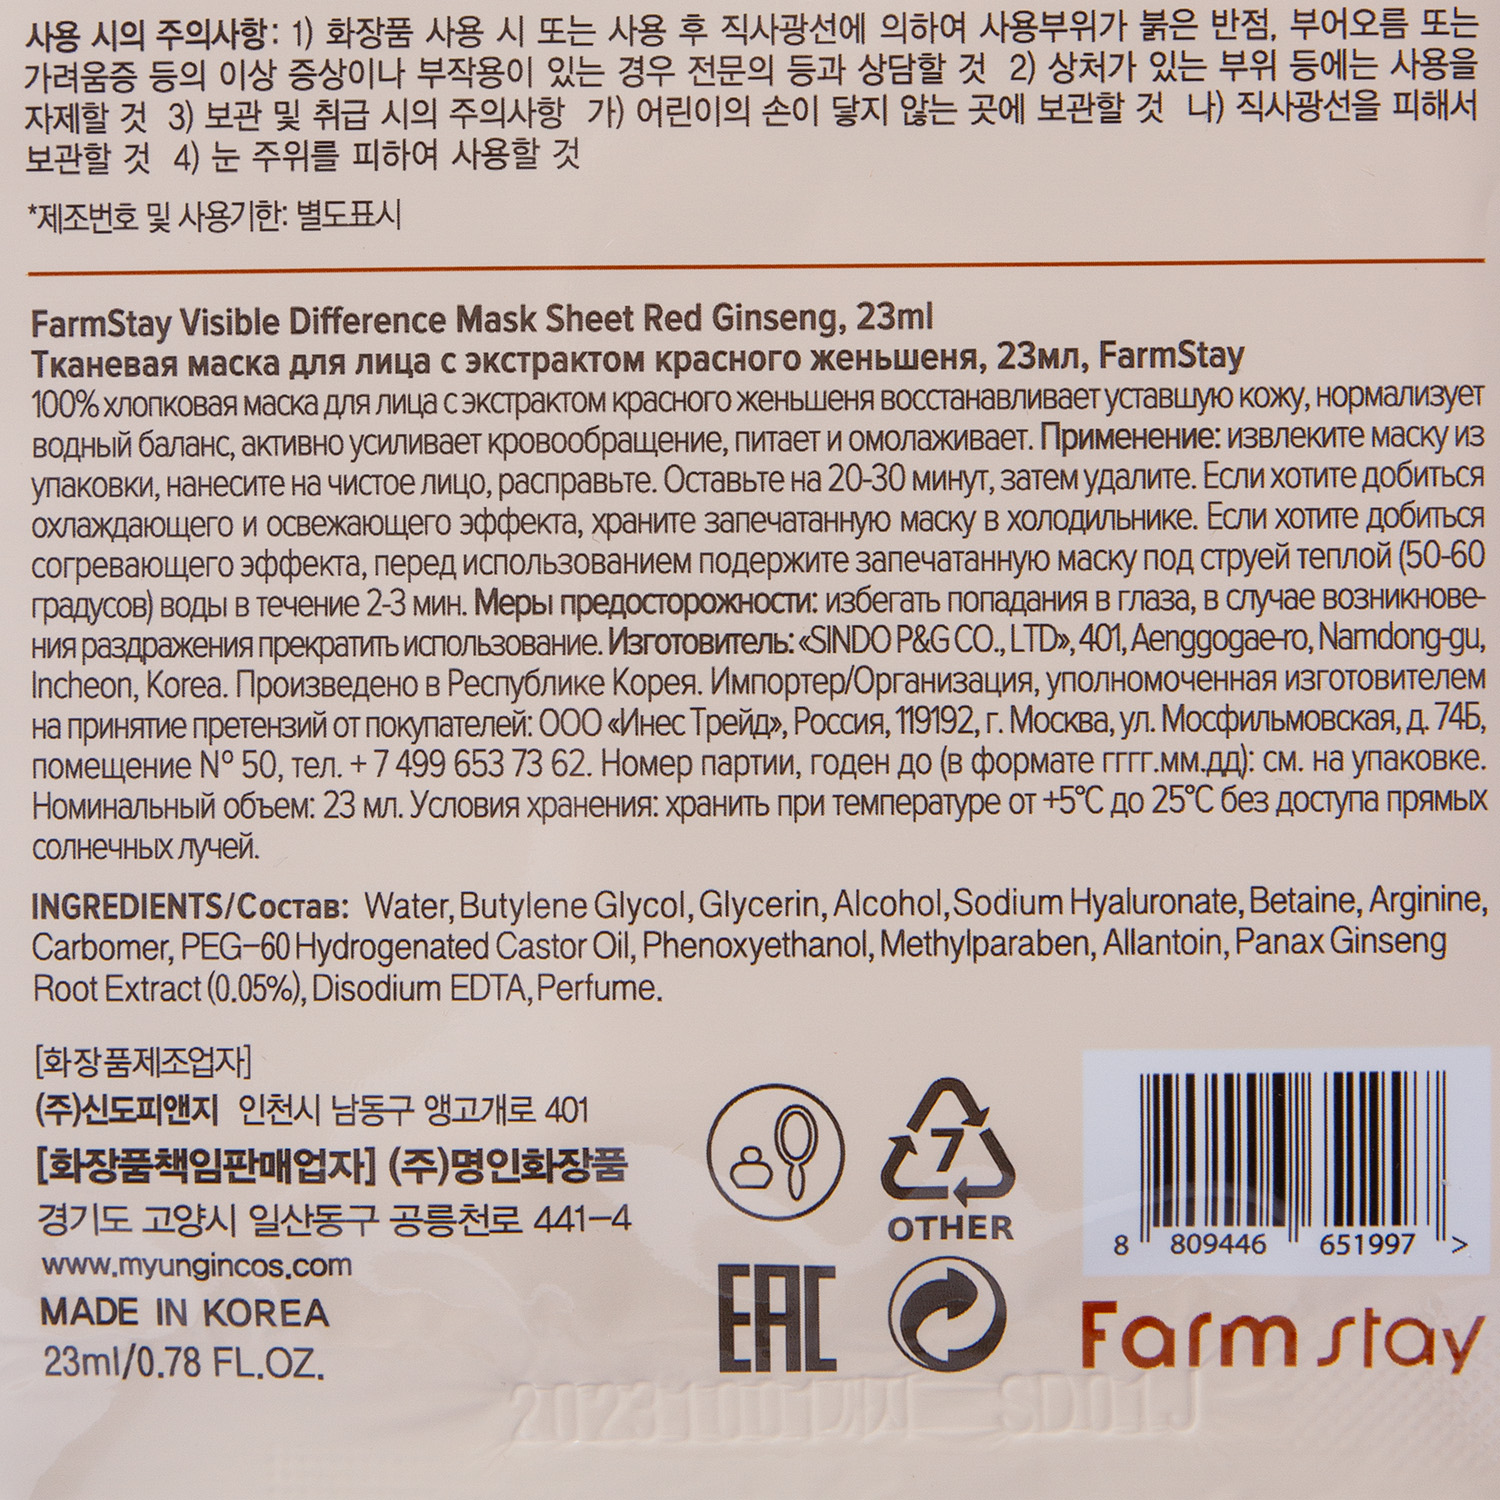 사용 시의 주의사항: 1) 화장품 사용 시 또는 사용 후 직사광선에 의하여 사용부위가 붉은 반점, 부어오름 또는
가려움증 등의 이상 증상이나 부작용이 있는 경우 전문의 등과 상담할 것 2) 상처가 있는 부위 등에는 사용을
자제할 것 3) 보관 및 취급 시의 주의사항 가) 어린이의 손이 닿지 않는 곳에 보관할 것 나) 직사광선을 피해서
보관할 것 4) 눈 주위를 피하여 사용할 것
*제조번호 및 사용기한: 별도표시
FarmStay Visible Difference Mask Sheet Red Ginseng, 23ml
Тканевая маска для лица с экстрактом красного женьшеня, 23мл, FarmStay
100% хлопковая маска для лица с экстрактом красного женьшеня восстанавливает уставшую кожу, нормализует
водный баланс, активно усиливает кровообращение, питает и омолаживает. Применение: извлеките маску из
упаковки, нанесите на чистое лицо, расправьте. Оставьте на 20-30 минут, затем удалите. Если хотите добиться
охлаждающего и освежающего эффекта, храните запечатанную маску в холодильнике. Если хотите добиться
согревающего эффекта, перед использованием подержите запечатанную маску под струей теплой (50-60
градусов) воды в течение 2-3 мин. Меры предосторожности: избегать попадания в глаза, в случае возникнове-
ния раздражения прекратить использование. Изготовитель: «SINDO P&G CO., LTD», 401, Aenggogae-ro, Namdong-gu,
Incheon, Korea. Произведено в Республике Корея. Импортер/Организация, уполномоченная изготовителем
на принятие претензий от покупателей: ООО «Инес Трейд», Россия, 119192, г. Москва, ул. Мосфильмовская, д. 74Б,
помещение № 50, тел. + 7 499 653 73 62. Номер партии, годен до (в формате гггг.мм.дд): см. на упаковке.
Номинальный объем: 23 мл. Условия хранения: хранить при температуре от +5°C до 25°C без доступа прямых
солнечных лучей.
INGREDIENTS/Состав: Water, Butylene Glycol, Glycerin, Alcohol, Sodium Hyaluronate, Betaine, Arginine,
Carbomer, PEG-60 Hydrogenated Castor Oil, Phenoxyethanol, Methylparaben, Allantoin, Panax Ginseng
Root Extract (0.05%), Disodium EDTA, Perfume.
[화장품제조업자]
(주)신도피앤지 인천시 남동구 앵고개로 401
[화장품책임판매업자] (주)명인화장품
경기도 고양시 일산동구 공릉천로 441-4
www.myungincos.com
MADE IN KOREA
23ml/0.78 FL.OZ.
7
OTHER
EAC
8 809446 651997 >
Farm stay
20231001까지 SD01J